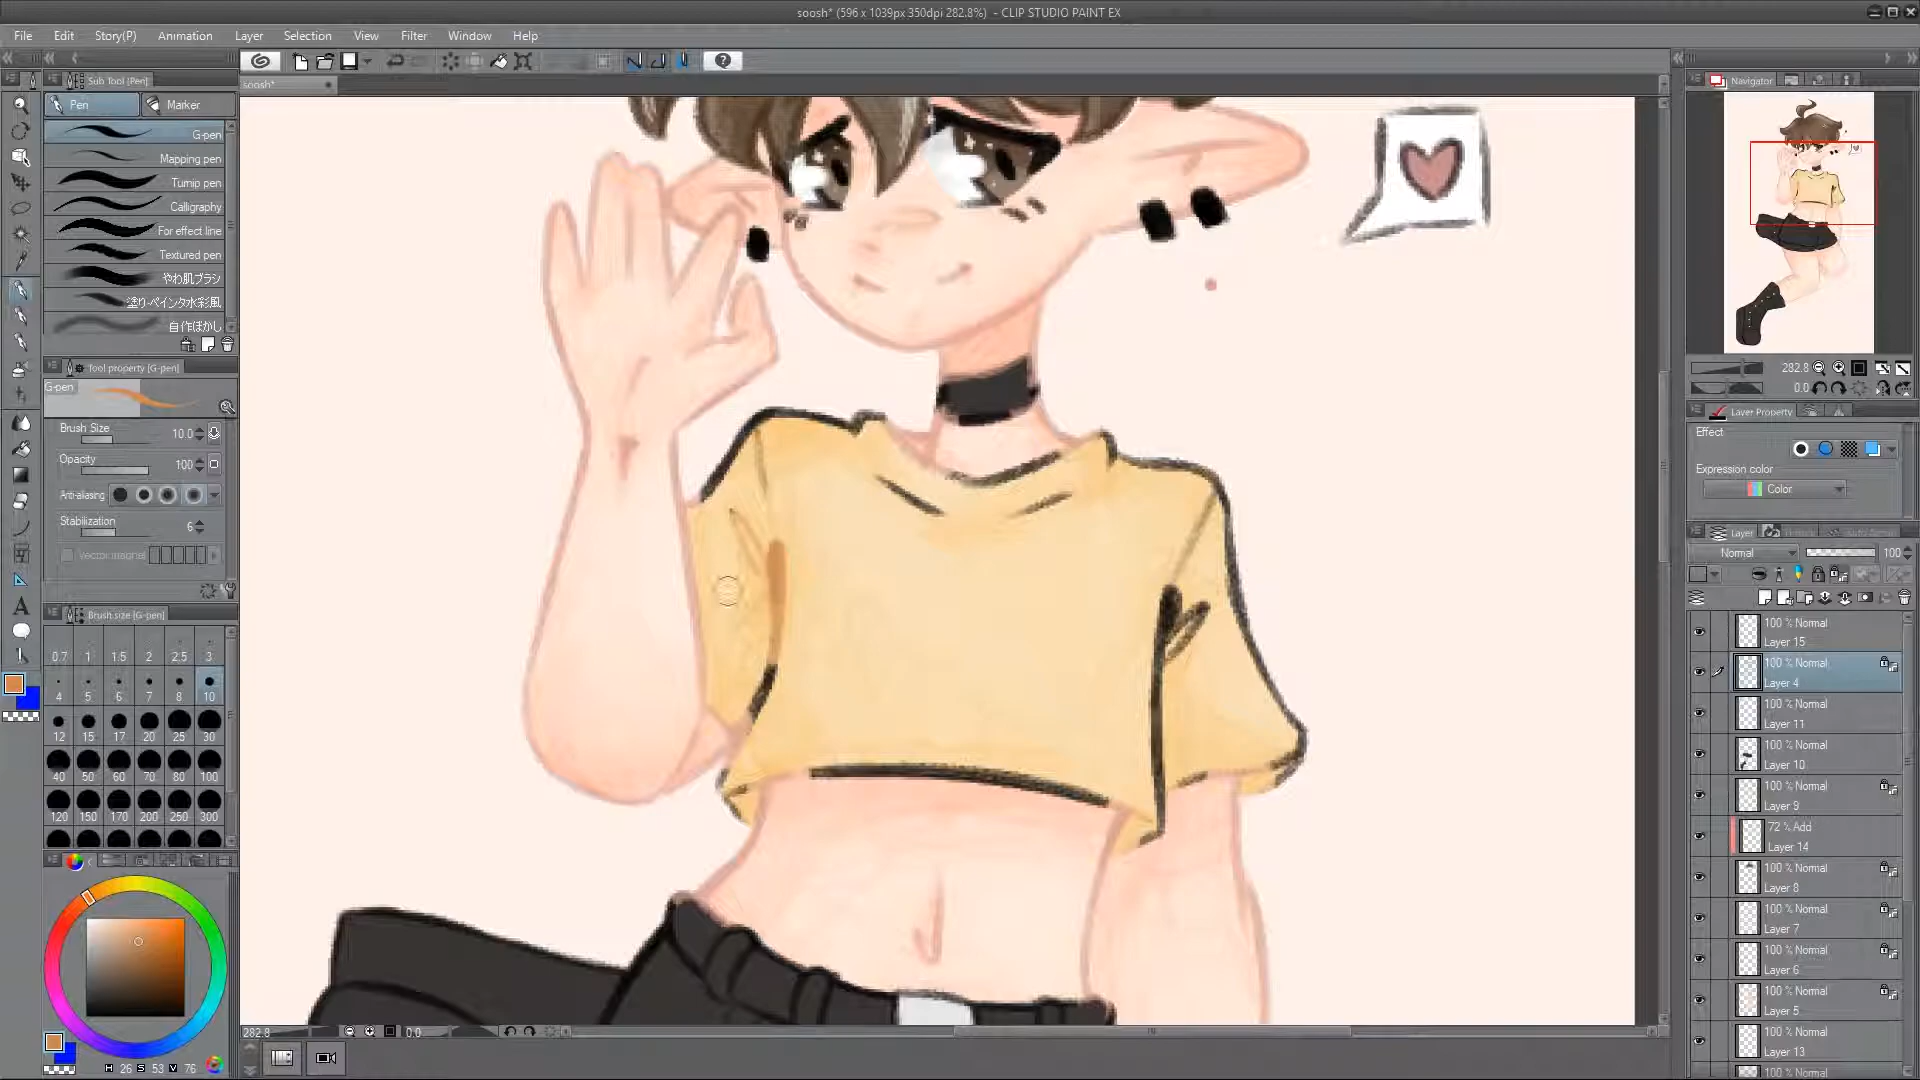 soosh* (596 x 1039px 350dpi 282.8%) - CLIP STUDIO PAINT EX
File Edit Story(P) Animation Layer Selection View Filter Window Help
Sub Tool [Pen]
soosh*
Navigator
Pen Marker
G-pen
Mapping pen
Turnip pen
Calligraphy
For effect line
Textured pen
やわ肌ブラシ
塗り-ペインタ水彩風
自作ぼかし
Tool property [G-pen]
G-pen
Brush Size 10.0
Opacity 100
Anti-aliasing
Stabilization 6
Vector magnet
Brush size [G-pen]
0.7 1 1.5 2 2.5 3
4 5 6 7 8 10
12 15 17 20 25 30
40 50 60 70 80 100
120 150 170 200 250 300
H 26 S 53 V 76
282.8 0.0
282.8
0.0
Layer Property
Effect
Expression color
Color
Layer
Normal 100
100 % Normal
Layer 15
100 % Normal
Layer 4
100 % Normal
Layer 11
100 % Normal
Layer 10
100 % Normal
Layer 9
72 % Add
Layer 14
100 % Normal
Layer 8
100 % Normal
Layer 7
100 % Normal
Layer 6
100 % Normal
Layer 5
100 % Normal
Layer 13
100 % Normal